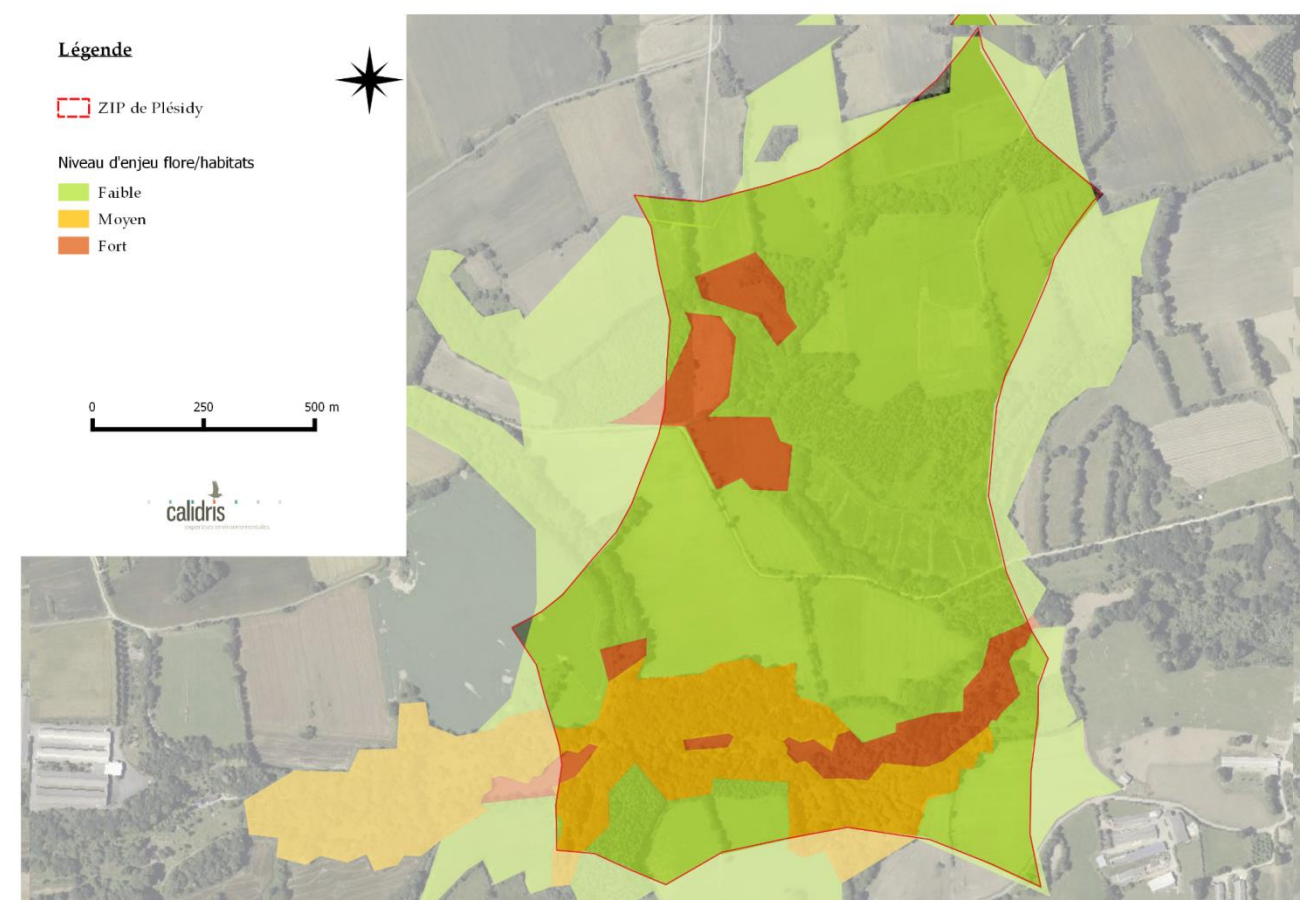 Légende
ZIP de Plésidy
Niveau d'enjeu flore/habitats
Faible
Moyen
Fort
0 250 500 m
calidris